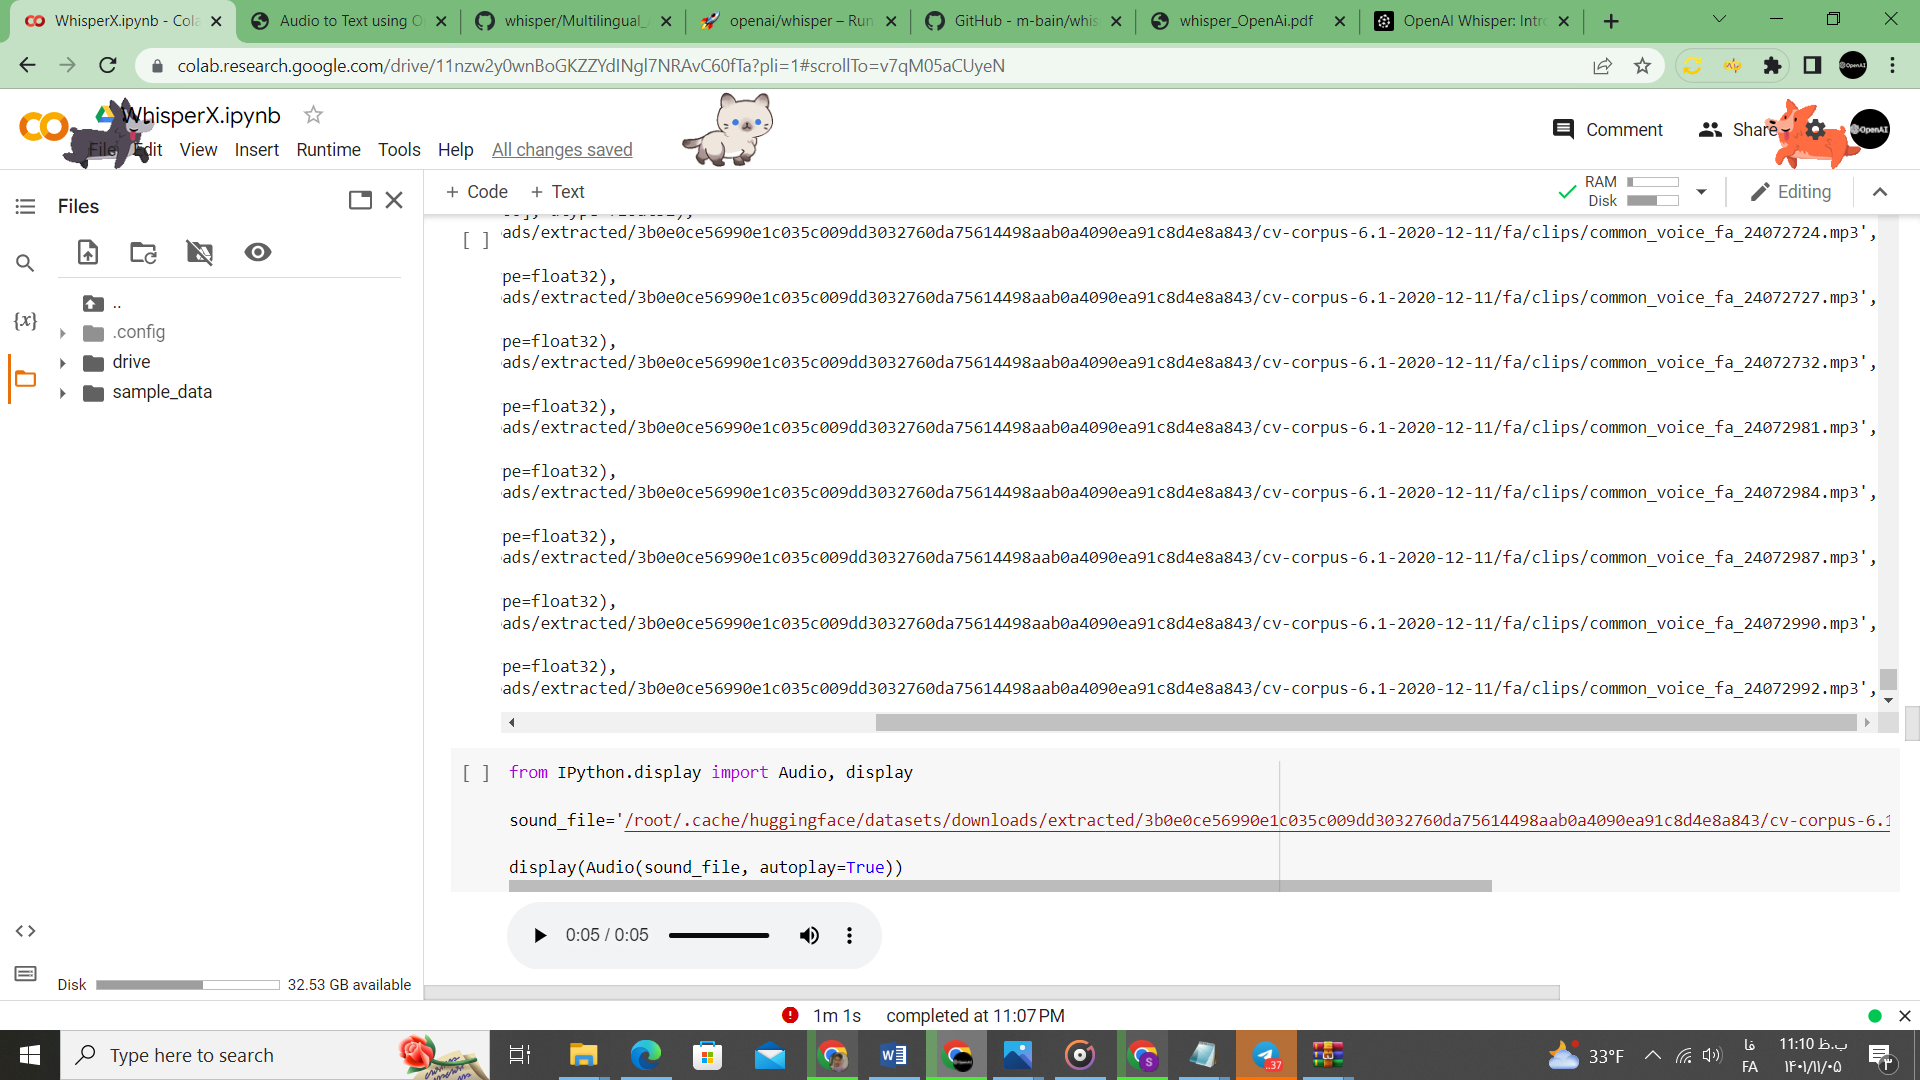 WhisperX.ipynb - Cola
Audio to Text using O
whisper/Multilingual_
openai/whisper – Run
GitHub - m-bain/whis
whisper_OpenAi.pdf
OpenAI Whisper: Intro
colab.research.google.com/drive/11nzw2y0wnBoGKZZYdINgl7NRAvC60fTa?pli=1#scrollTo=v7qM05aCUyeN
OpenAI
WhisperX.ipynb
File Edit View Insert Runtime Tools Help All changes saved
Comment Share
OpenAI
Files
+ Code + Text
RAM
Disk
Editing
{x}
..
.config
drive
sample_data
[ ]
ads/extracted/3b0e0ce56990e1c035c009dd3032760da75614498aab0a4090ea91c8d4e8a843/cv-corpus-6.1-2020-12-11/fa/clips/common_voice_fa_24072724.mp3',
pe=float32),
ads/extracted/3b0e0ce56990e1c035c009dd3032760da75614498aab0a4090ea91c8d4e8a843/cv-corpus-6.1-2020-12-11/fa/clips/common_voice_fa_24072727.mp3',
pe=float32),
ads/extracted/3b0e0ce56990e1c035c009dd3032760da75614498aab0a4090ea91c8d4e8a843/cv-corpus-6.1-2020-12-11/fa/clips/common_voice_fa_24072732.mp3',
pe=float32),
ads/extracted/3b0e0ce56990e1c035c009dd3032760da75614498aab0a4090ea91c8d4e8a843/cv-corpus-6.1-2020-12-11/fa/clips/common_voice_fa_24072981.mp3',
pe=float32),
ads/extracted/3b0e0ce56990e1c035c009dd3032760da75614498aab0a4090ea91c8d4e8a843/cv-corpus-6.1-2020-12-11/fa/clips/common_voice_fa_24072984.mp3',
pe=float32),
ads/extracted/3b0e0ce56990e1c035c009dd3032760da75614498aab0a4090ea91c8d4e8a843/cv-corpus-6.1-2020-12-11/fa/clips/common_voice_fa_24072987.mp3',
pe=float32),
ads/extracted/3b0e0ce56990e1c035c009dd3032760da75614498aab0a4090ea91c8d4e8a843/cv-corpus-6.1-2020-12-11/fa/clips/common_voice_fa_24072990.mp3',
pe=float32),
ads/extracted/3b0e0ce56990e1c035c009dd3032760da75614498aab0a4090ea91c8d4e8a843/cv-corpus-6.1-2020-12-11/fa/clips/common_voice_fa_24072992.mp3',
[ ] from IPython.display import Audio, display
sound_file='/root/.cache/huggingface/datasets/downloads/extracted/3b0e0ce56990e1c035c009dd3032760da75614498aab0a4090ea91c8d4e8a843/cv-corpus-6.1
display(Audio(sound_file, autoplay=True))
0:05 / 0:05
Disk 32.53 GB available
1m 1s completed at 11:07 PM
Type here to search
..37
33°F
فا
FA
11:10 ب.ظ
۱۴۰۱/۱۱/۰۵
۳